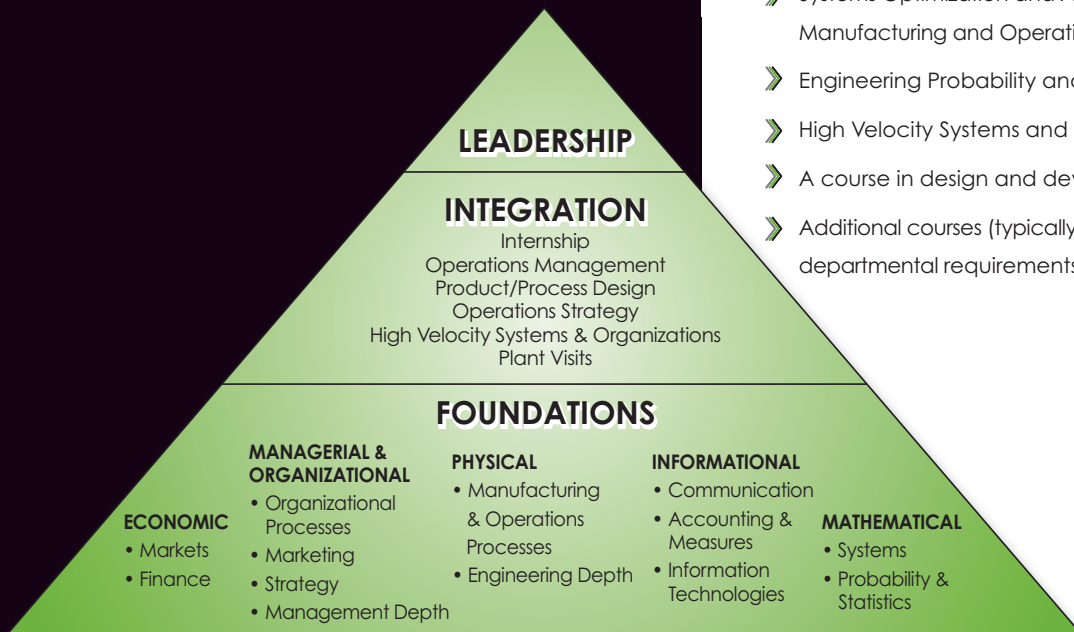 LEADERSHIP
INTEGRATION
Internship
Operations Management
Product/Process Design
Operations Strategy
High Velocity Systems & Organizations
Plant Visits
FOUNDATIONS
ECONOMIC
• Markets
• Finance
MANAGERIAL &
ORGANIZATIONAL
• Organizational
Processes
• Marketing
• Strategy
• Management Depth
PHYSICAL
• Manufacturing
& Operations
Processes
• Engineering Depth
INFORMATIONAL
• Communication
• Accounting &
Measures
• Information
Technologies
MATHEMATICAL
• Systems
• Probability &
Statistics
Systems Optimization and
Manufacturing and
Engineering Probability
High Velocity Systems and
A course in design and
Additional courses (typically
departmental requirements